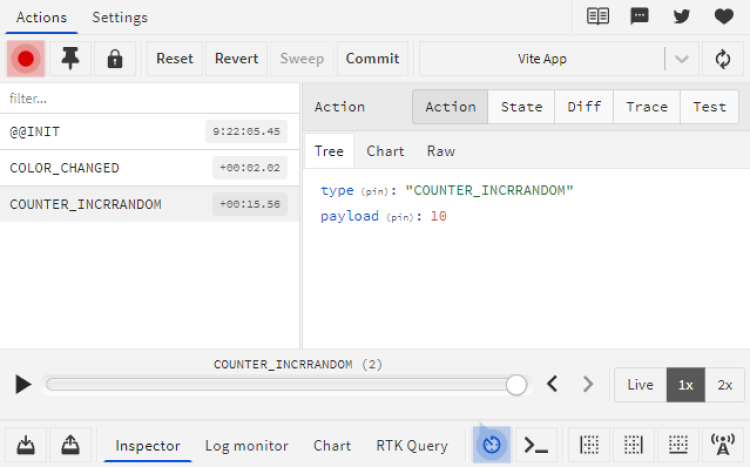 Actions Settings
Reset Revert Sweep Commit Vite App
filter...
@@INIT 9:22:05.45
COLOR_CHANGED +00:02.02
COUNTER_INCRRANDOM +00:15.56
Action Action State Diff Trace Test
Tree Chart Raw
type (pin): "COUNTER_INCRRANDOM"
payload (pin): 10
COUNTER_INCRRANDOM (2)
Live 1x 2x
Inspector Log monitor Chart RTK Query